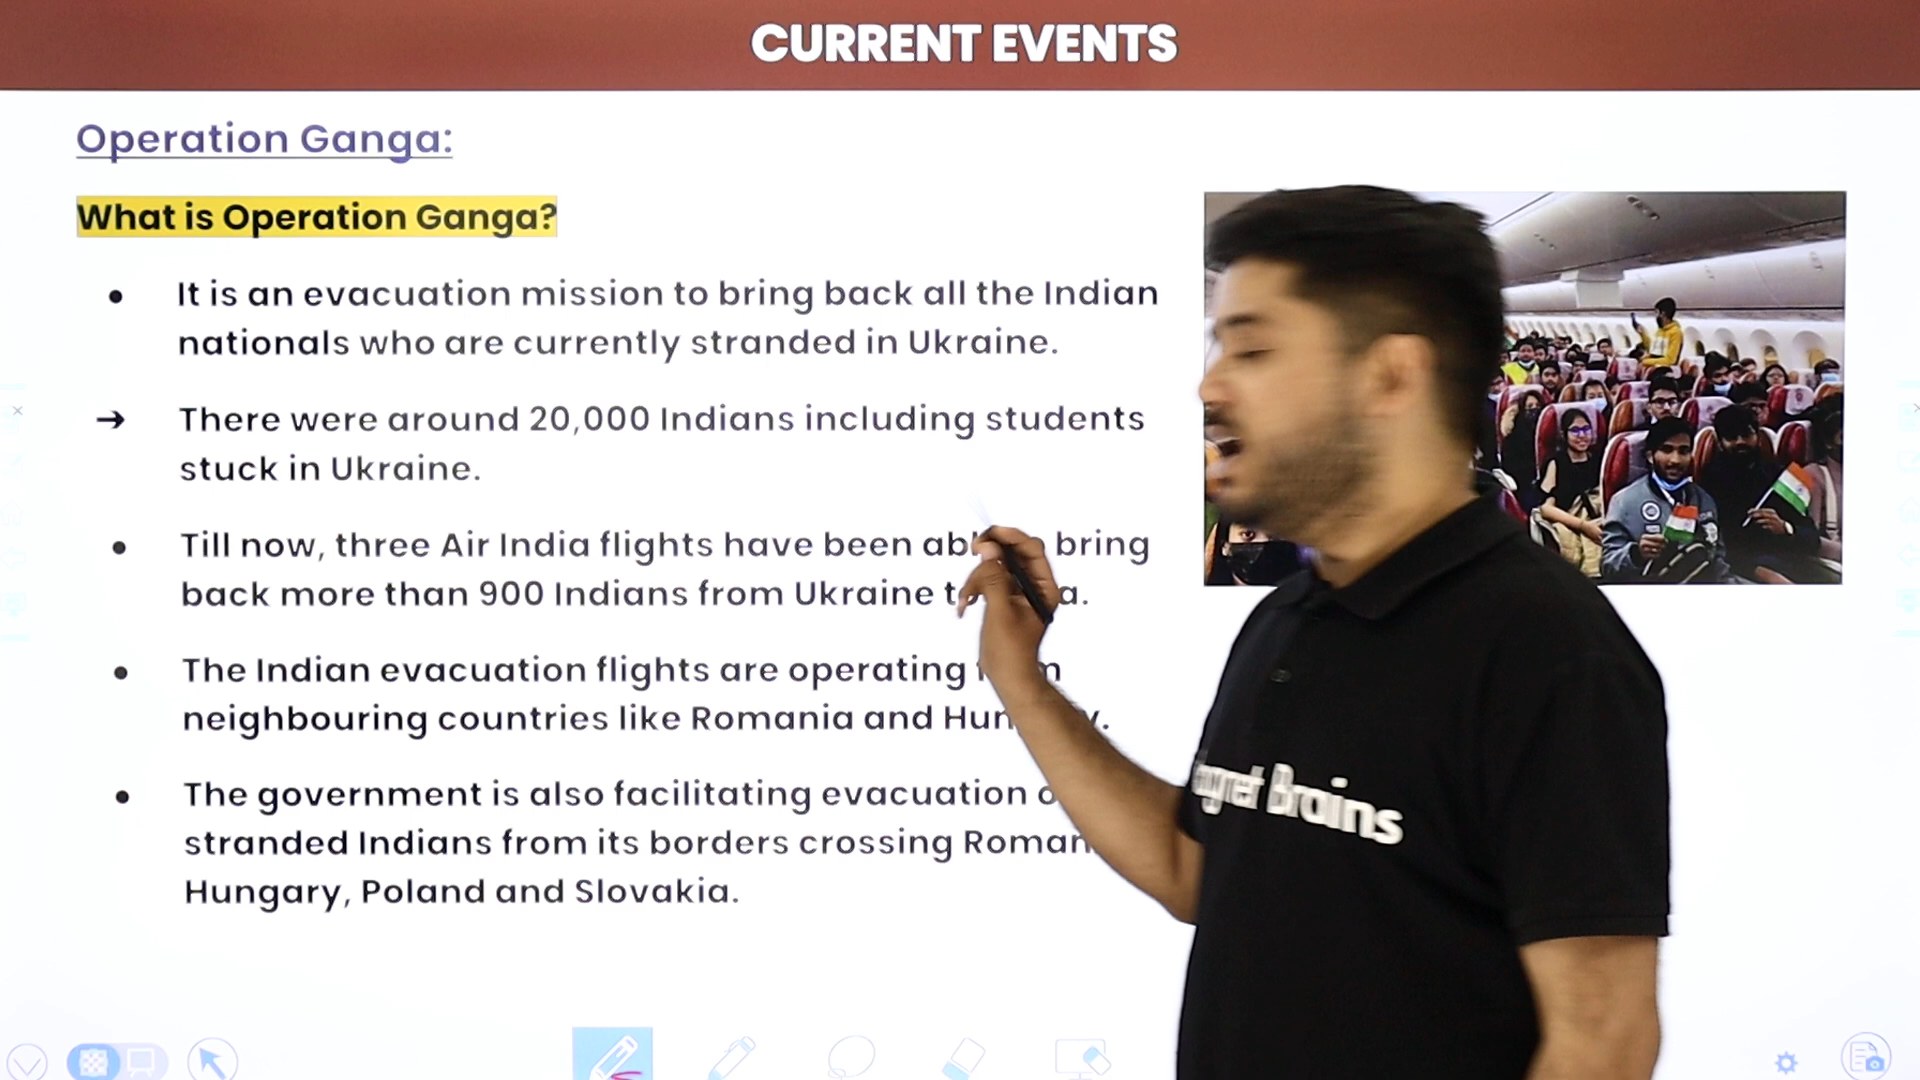 CURRENT EVENTS
Operation Ganga:
What is Operation Ganga?
It is an evacuation mission to bring back all the Indian
nationals who are currently stranded in Ukraine.
There were around 20,000 Indians including students
stuck in Ukraine.
Till now, three Air India flights have been bring
back more than 900 Indians from Ukraine
The Indian evacuation flights are operating
neighbouring countries like Romania and
The government is also facilitating evacuation
stranded Indians from its borders crossing
Hungary, Poland and Slovakia.
Brains